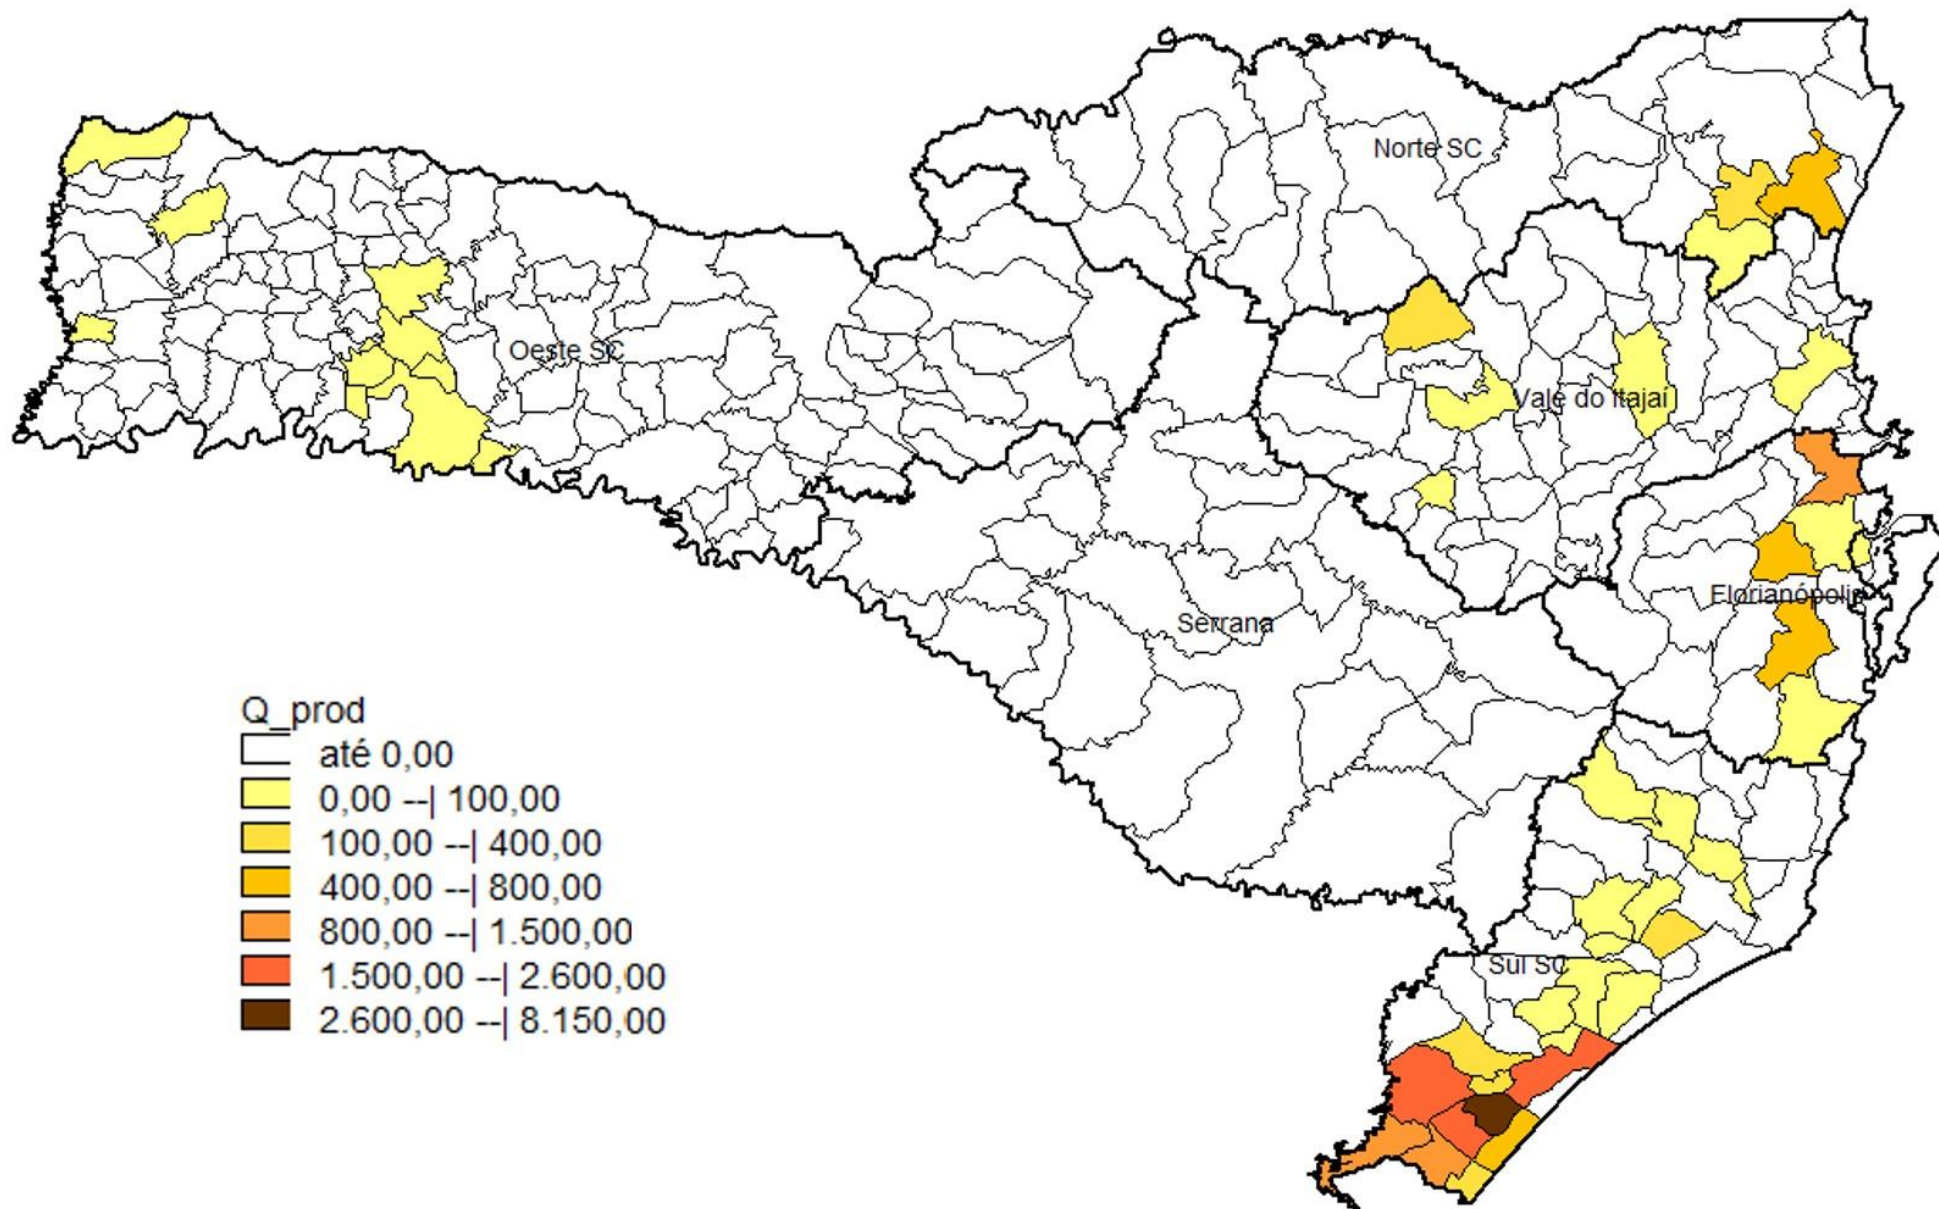 Norte SC
Oeste SC
Vale do Itajaí
Florianópolis
Serrana
Sul SC
Q_prod
até 0,00
0,00 --| 100,00
100,00 --| 400,00
400,00 --| 800,00
800,00 --| 1.500,00
1.500,00 --| 2.600,00
2.600,00 --| 8.150,00